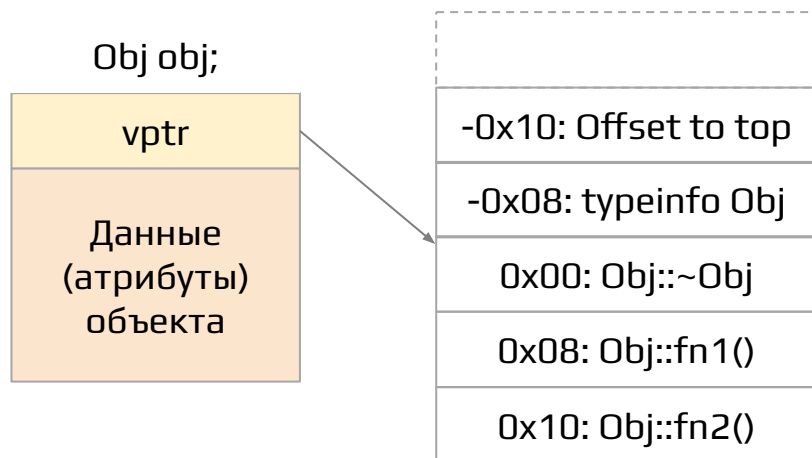 Obj obj;
vptr
Данные
(атрибуты)
объекта
-0x10: Offset to top
-0x08: typeinfo Obj
0x00: Obj::~Obj
0x08: Obj::fn1()
0x10: Obj::fn2()